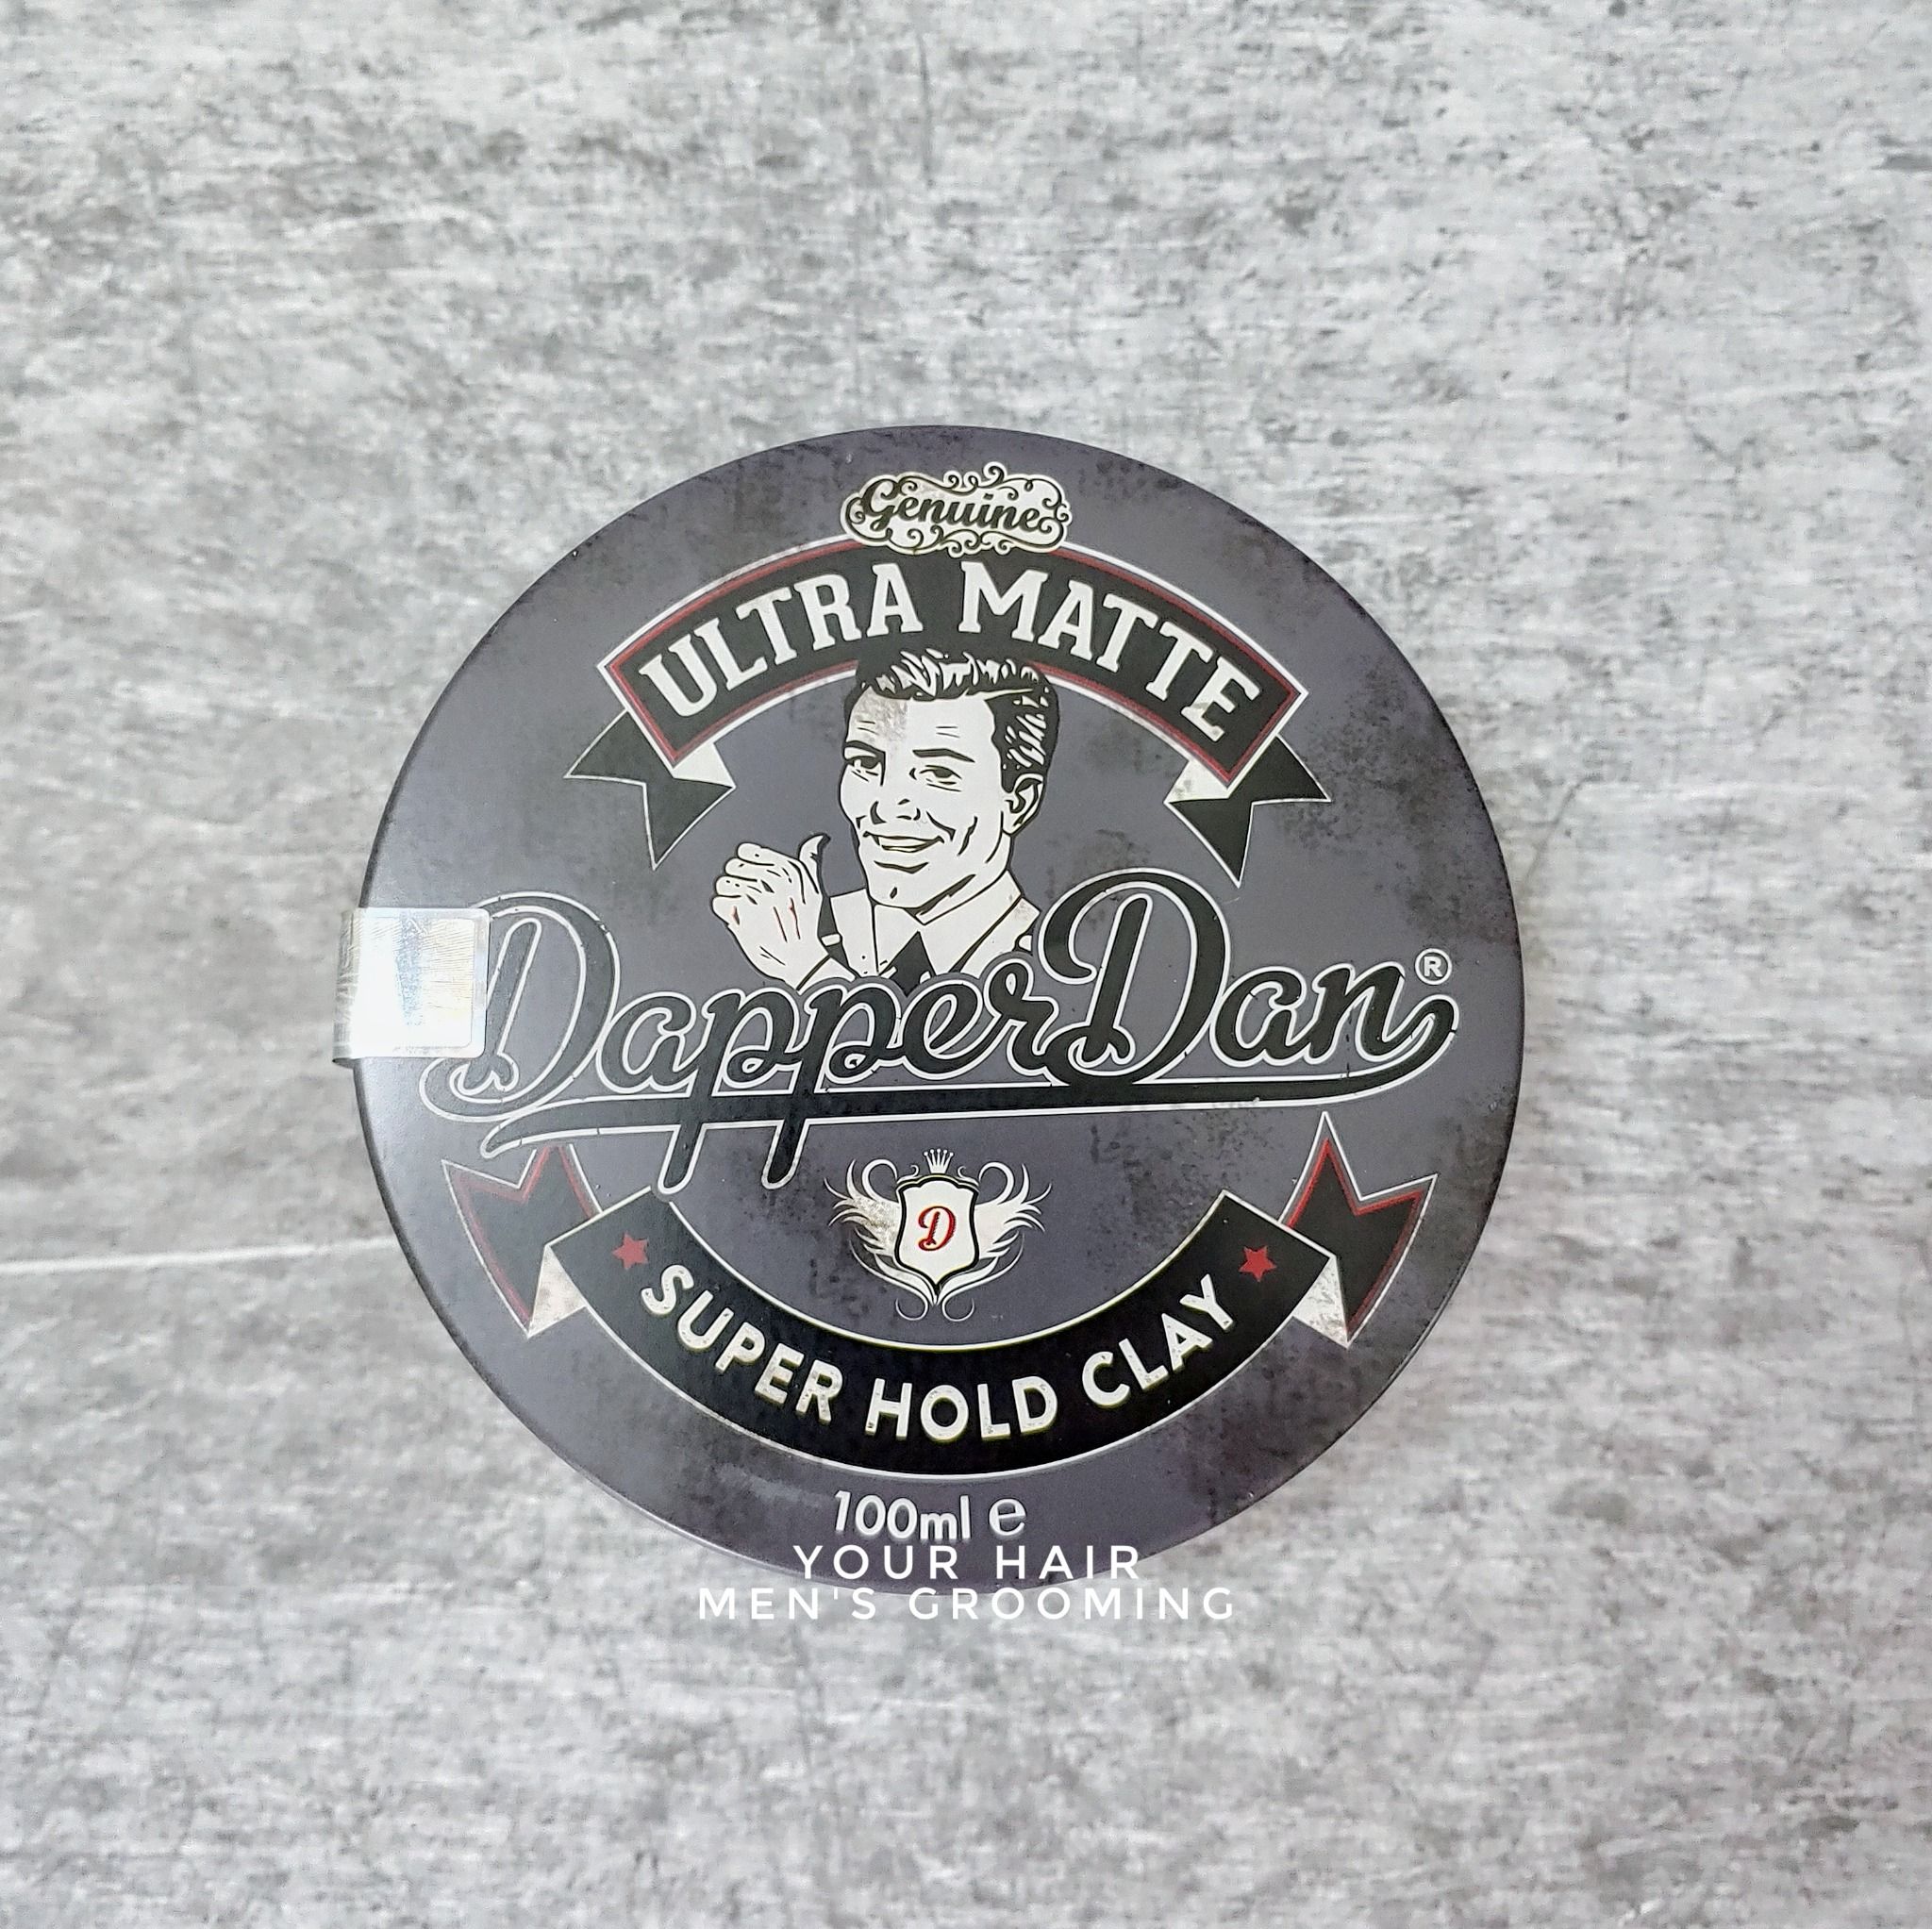 Genuine
ULTRA MATTE
Dapper Dan®
D
SUPER HOLD CLAY
100ml e
YOUR HAIR
MEN'S GROOMING